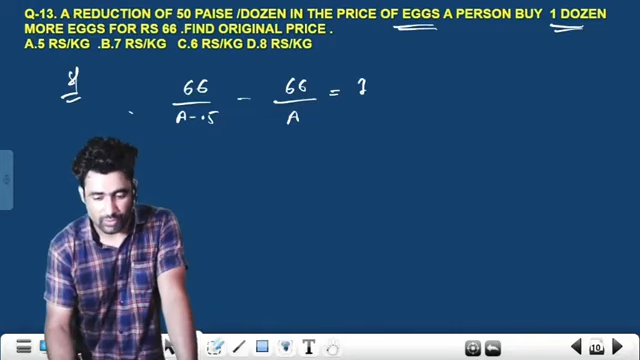 Q-13. A REDUCTION OF 50 PAISE /DOZEN IN THE PRICE OF EGGS A PERSON BUY 1 DOZEN
MORE EGGS FOR RS 66 .FIND ORIGINAL PRICE .
A.5 RS/KG .B.7 RS/KG C.6 RS/KG D.8 RS/KG
66 66
— - — =
A-.5 A
T
10